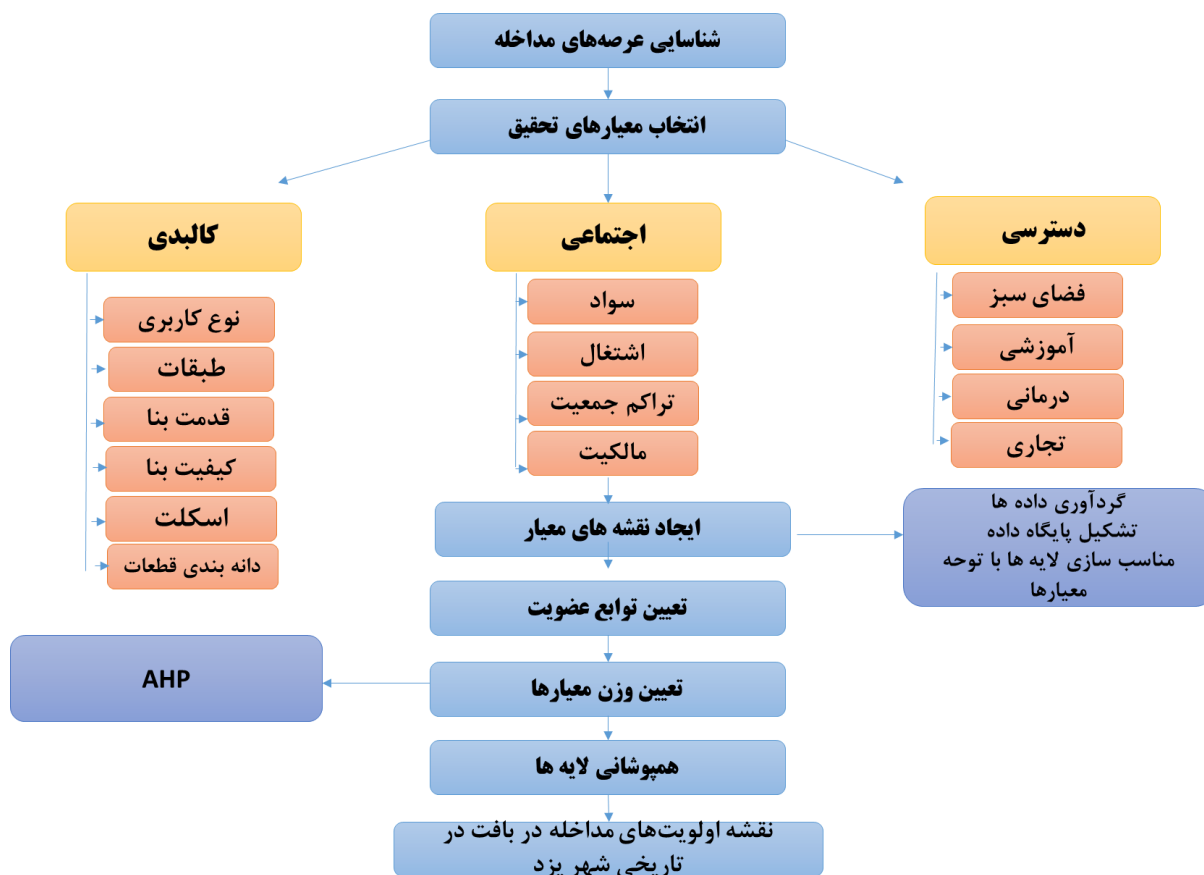 شناسایی عرصه‌های مداخله
انتخاب معیارهای تحقیق
دسترسی
فضای سبز
آموزشی
درمانی
تجاری
اجتماعی
سواد
اشتغال
تراکم جمعیت
مالکیت
کالبدی
نوع کاربری
طبقات
قدمت بنا
کیفیت بنا
اسکلت
دانه بندی قطعات
ایجاد نقشه های معیار
گردآوری داده ها
تشکیل پایگاه داده
مناسب سازی لایه ها با توحه
معیارها
تعیین توابع عضویت
تعیین وزن معیارها
AHP
همپوشانی لایه ها
نقشه اولویت‌های مداخله در بافت در
تاریخی شهر یزد